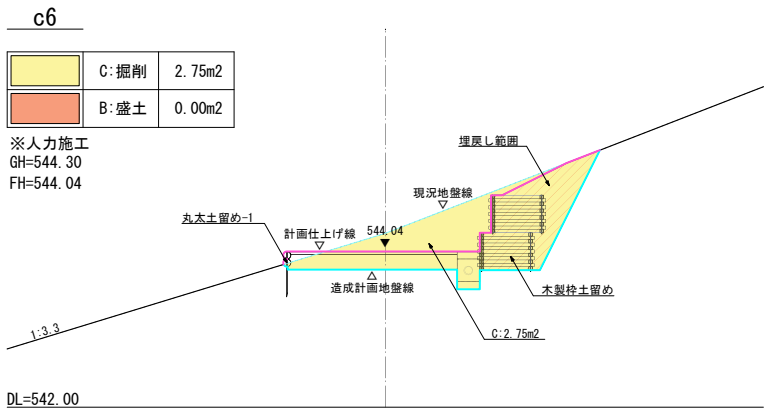 c6
C:掘削 2.75m2
B:盛土 0.00m2
※人力施工
GH=544.30
FH=544.04
埋戻し範囲
現況地盤線
丸太土留め-1
計画仕上げ線
544.04
造成計画地盤線
木製枠土留め
C:2.75m2
1:3.3
DL=542.00